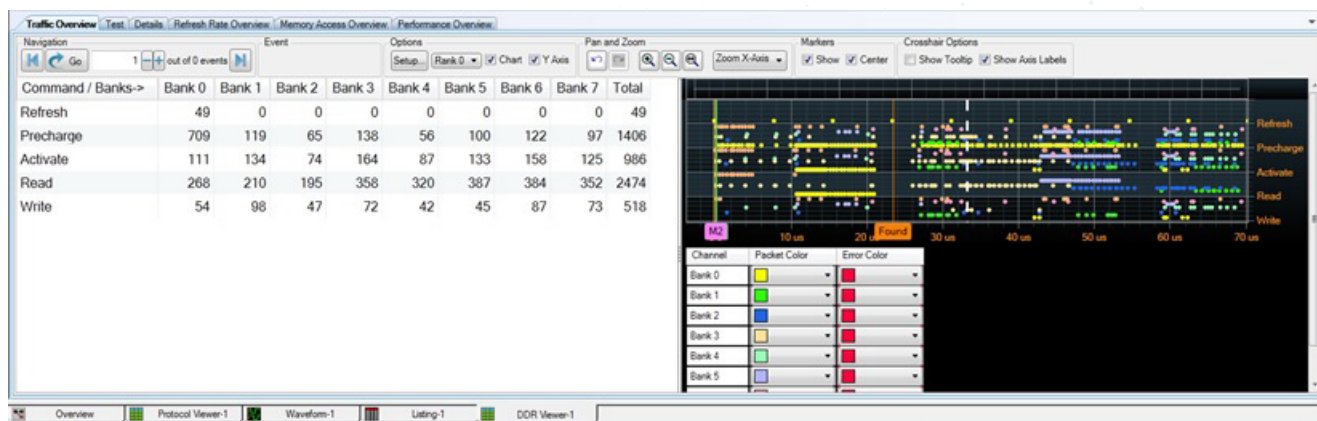 Traffic Overview Test Details Refresh Rate Overview Memory Access Overview Performance Overview
Navigation Event Options Pan and Zoom Markers Crosshair Options
Go 1 out of 0 events Setup... Rank 0 Chart Y Axis Zoom X-Axis Show Center Show Tooltip Show Axis Labels
Command / Banks-> Bank 0 Bank 1 Bank 2 Bank 3 Bank 4 Bank 5 Bank 6 Bank 7 Total
Refresh 49 0 0 0 0 0 0 0 49
Precharge 709 119 65 138 56 100 122 97 1406
Activate 111 134 74 164 87 133 158 125 986
Read 268 210 195 358 320 387 384 352 2474
Write 54 98 47 72 42 45 87 73 518
Refresh
Precharge
Activate
Read
Write
M2 Found
10 us 20 30 us 40 us 50 us 60 us 70 us
Channel Packet Color Error Color
Bank 0
Bank 1
Bank 2
Bank 3
Bank 4
Bank 5
Overview Protocol Viewer-1 Waveform-1 Listing-1 DDR Viewer-1